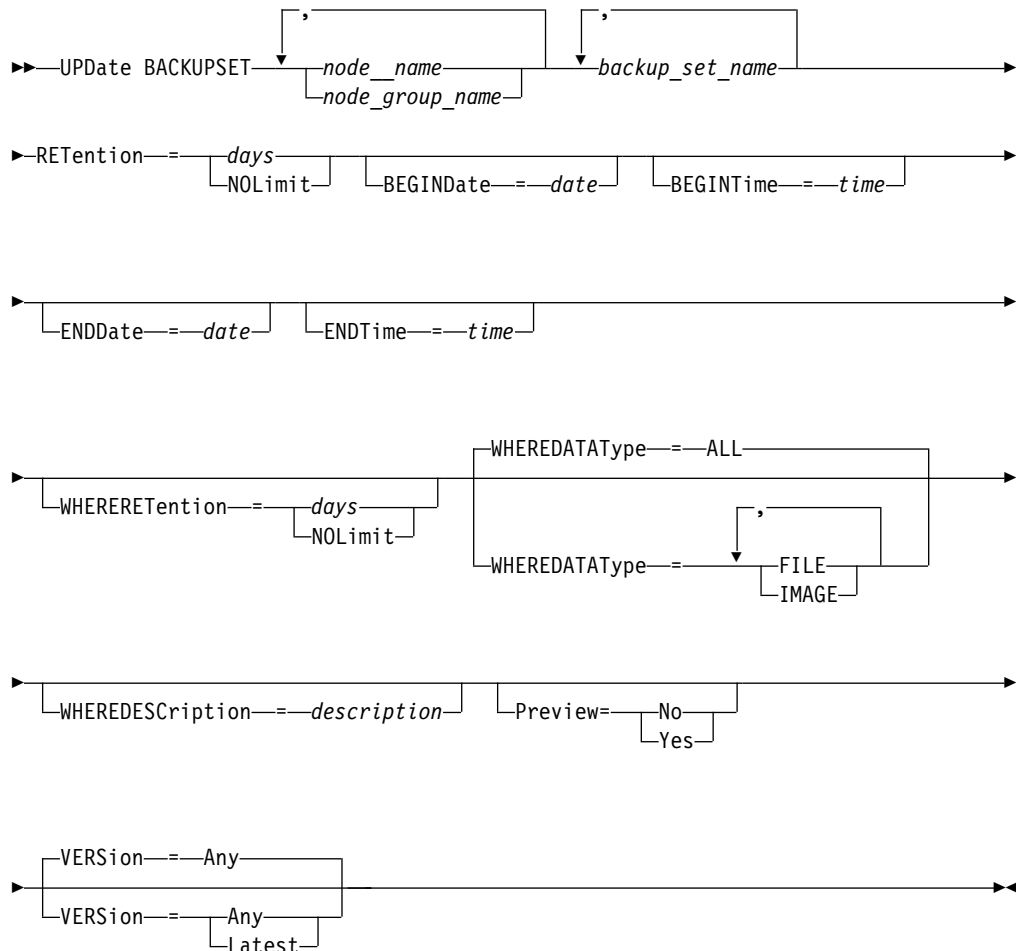 , ,
UPDate BACKUPSET node__name backup_set_name
node_group_name
RETention = days BEGINDate = date BEGINTime = time
NOLimit
ENDDate = date ENDTime = time
WHEREDATAType = ALL
WHERERETention = days
NOLimit
,
WHEREDATAType = FILE
IMAGE
WHEREDESCription = description Preview= No
Yes
VERSion = Any
VERSion = Any
Latest